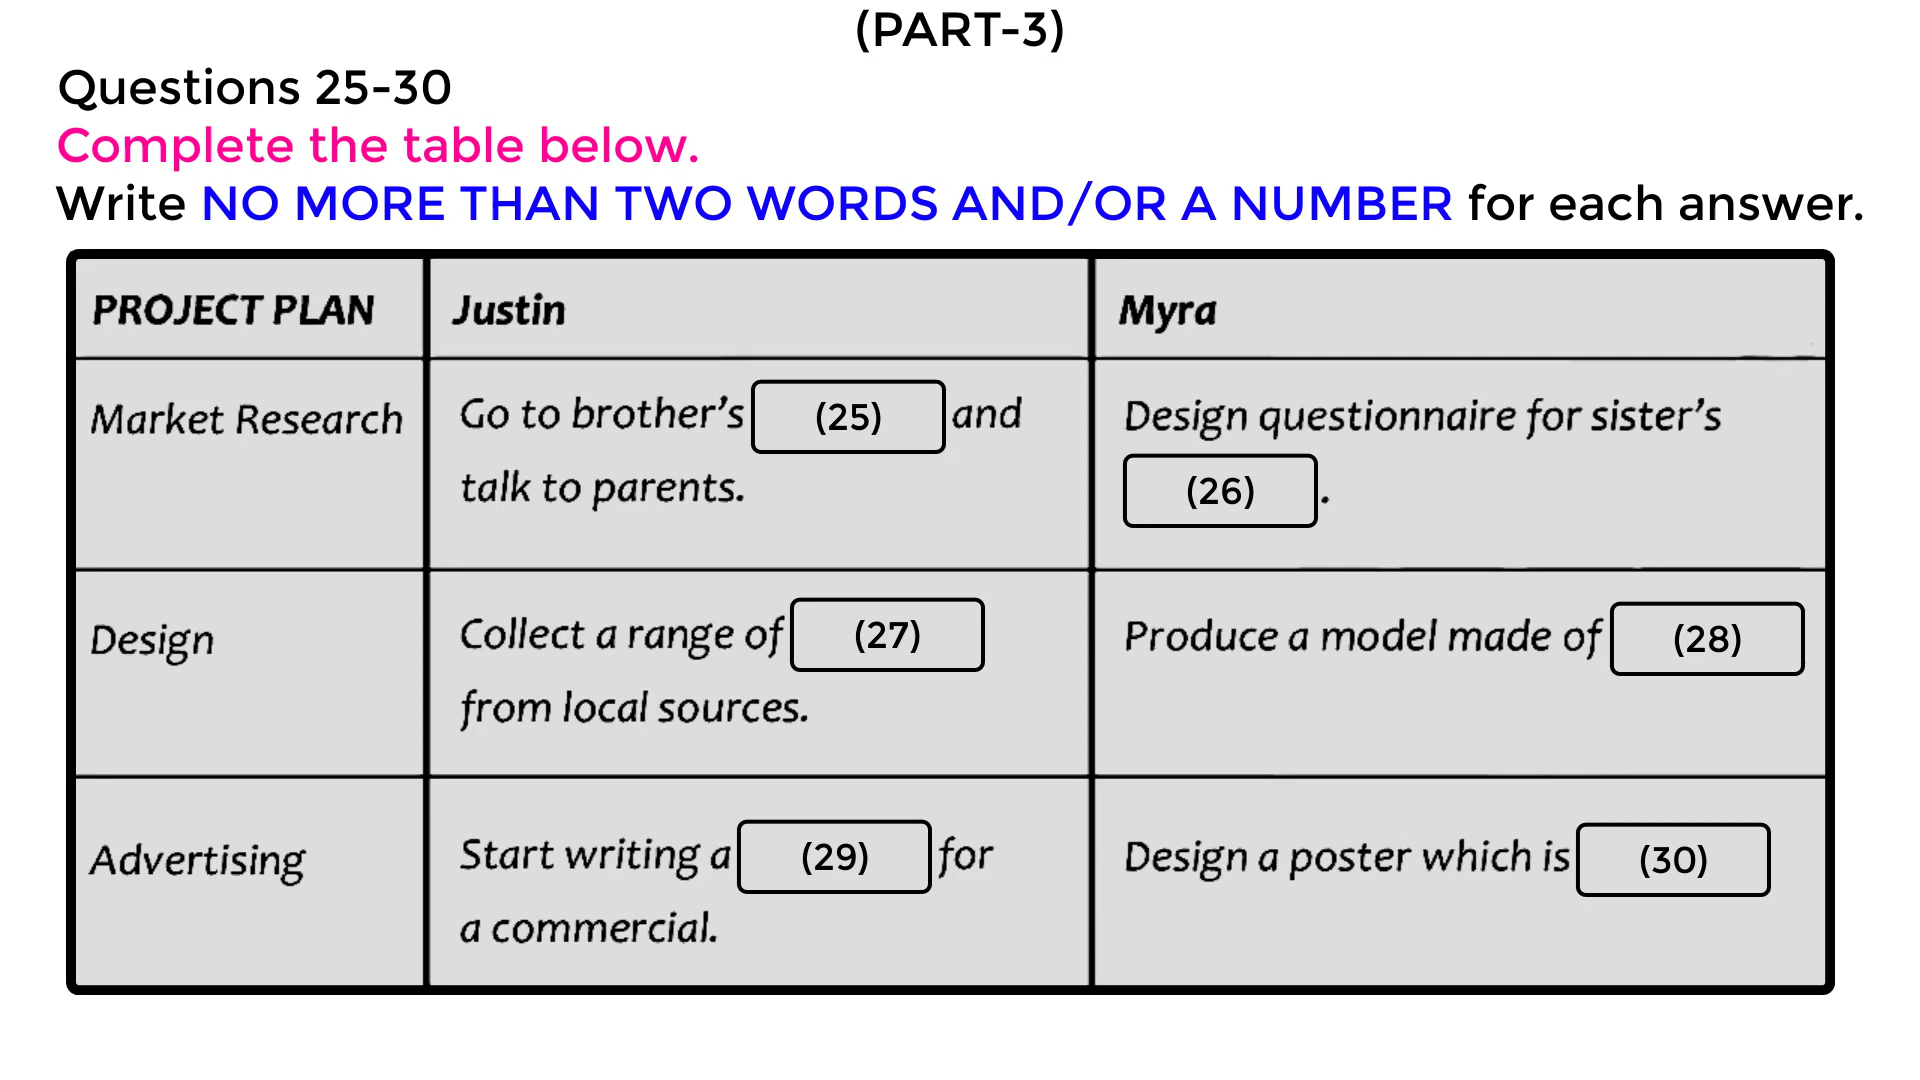 (PART-3)
Questions 25-30
Complete the table below.
Write NO MORE THAN TWO WORDS AND/OR A NUMBER for each answer.
PROJECT PLAN Justin Myra
Market Research
Go to brother's (25) and
talk to parents.
Design questionnaire for sister's
(26) .
Design
Collect a range of (27)
from local sources.
Produce a model made of (28)
Advertising
Start writing a (29) for
a commercial.
Design a poster which is (30)